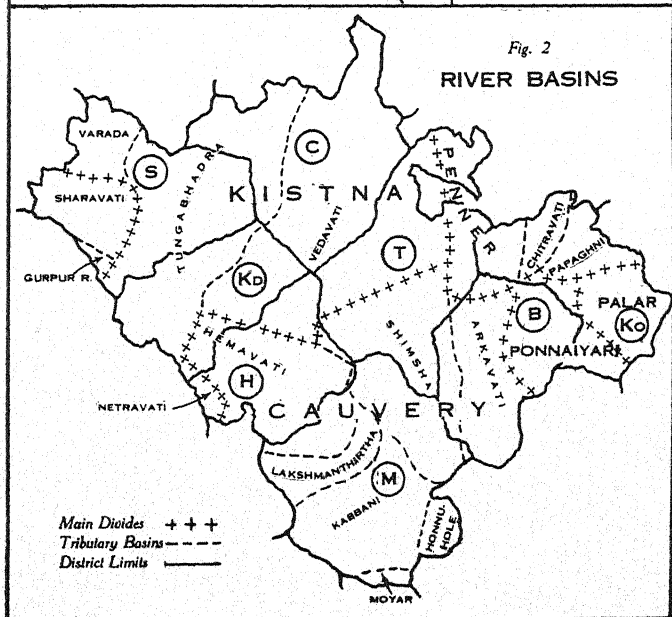 Fig. 2
RIVER BASINS
VARADA
S
C
SHARAVATI
TUNGABHADRA
KISTNA
PENNER
VEDAVATI
CHITRAVATI
PAPAGHNI
GURPUR R.
KD
T
PALAR
B
KO
PONNAIYAR
HEMAVATI
SHIMSHA
ARKAVATI
H
NETRAVATI
CAUVERY
LAKSHMANTHIRTHA
M
KABBANI
HONNU-
HOLE
Main Divides
Tributary Basins
District Limits
MOYAR